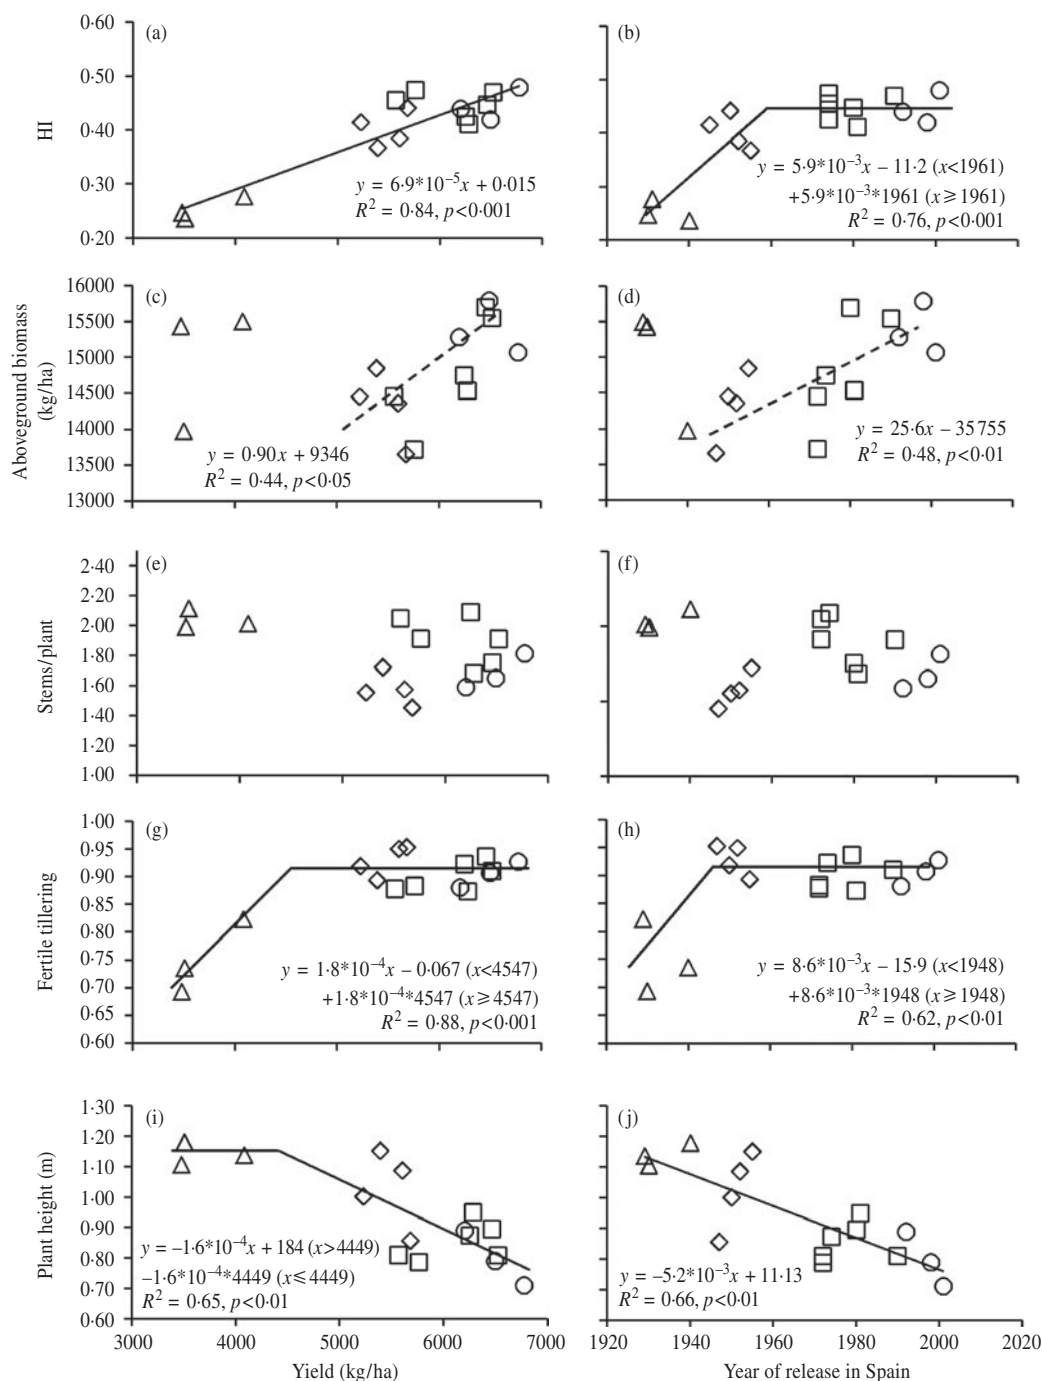 (a)
0·60
0·50
0·40
0·30
0·20
HI
y = 6·9*10⁻⁵x + 0·015
R² = 0·84, p<0·001
(b)
y = 5·9*10⁻³x − 11·2 (x<1961)
+5·9*10⁻³*1961 (x≥1961)
R² = 0·76, p<0·001
(c)
16000
15500
15000
14500
14000
13500
13000
Aboveground biomass
(kg/ha)
y = 0·90x + 9346
R² = 0·44, p<0·05
(d)
y = 25·6x − 35 755
R² = 0·48, p<0·01
(e)
2·40
2·20
2·00
1·80
1·60
1·40
1·20
1·00
Stems/plant
(f)
(g)
1·00
0·95
0·90
0·85
0·80
0·75
0·70
0·65
0·60
Fertile tillering
y = 1·8*10⁻⁴x − 0·067 (x<4547)
+1·8*10⁻⁴*4547 (x≥4547)
R² = 0·88, p<0·001
(h)
y = 8·6*10⁻³x − 15·9 (x<1948)
+8·6*10⁻³*1948 (x≥1948)
R² = 0·62, p<0·01
(i)
1·30
1·20
1·10
1·00
0·90
0·80
0·70
0·60
Plant height (m)
y = −1·6*10⁻⁴x + 184 (x>4449)
−1·6*10⁻⁴*4449 (x≤4449)
R² = 0·65, p<0·01
3000 4000 5000 6000 7000
Yield (kg/ha)
(j)
y = −5·2*10⁻³x + 11·13
R² = 0·66, p<0·01
1920 1940 1960 1980 2000 2020
Year of release in Spain